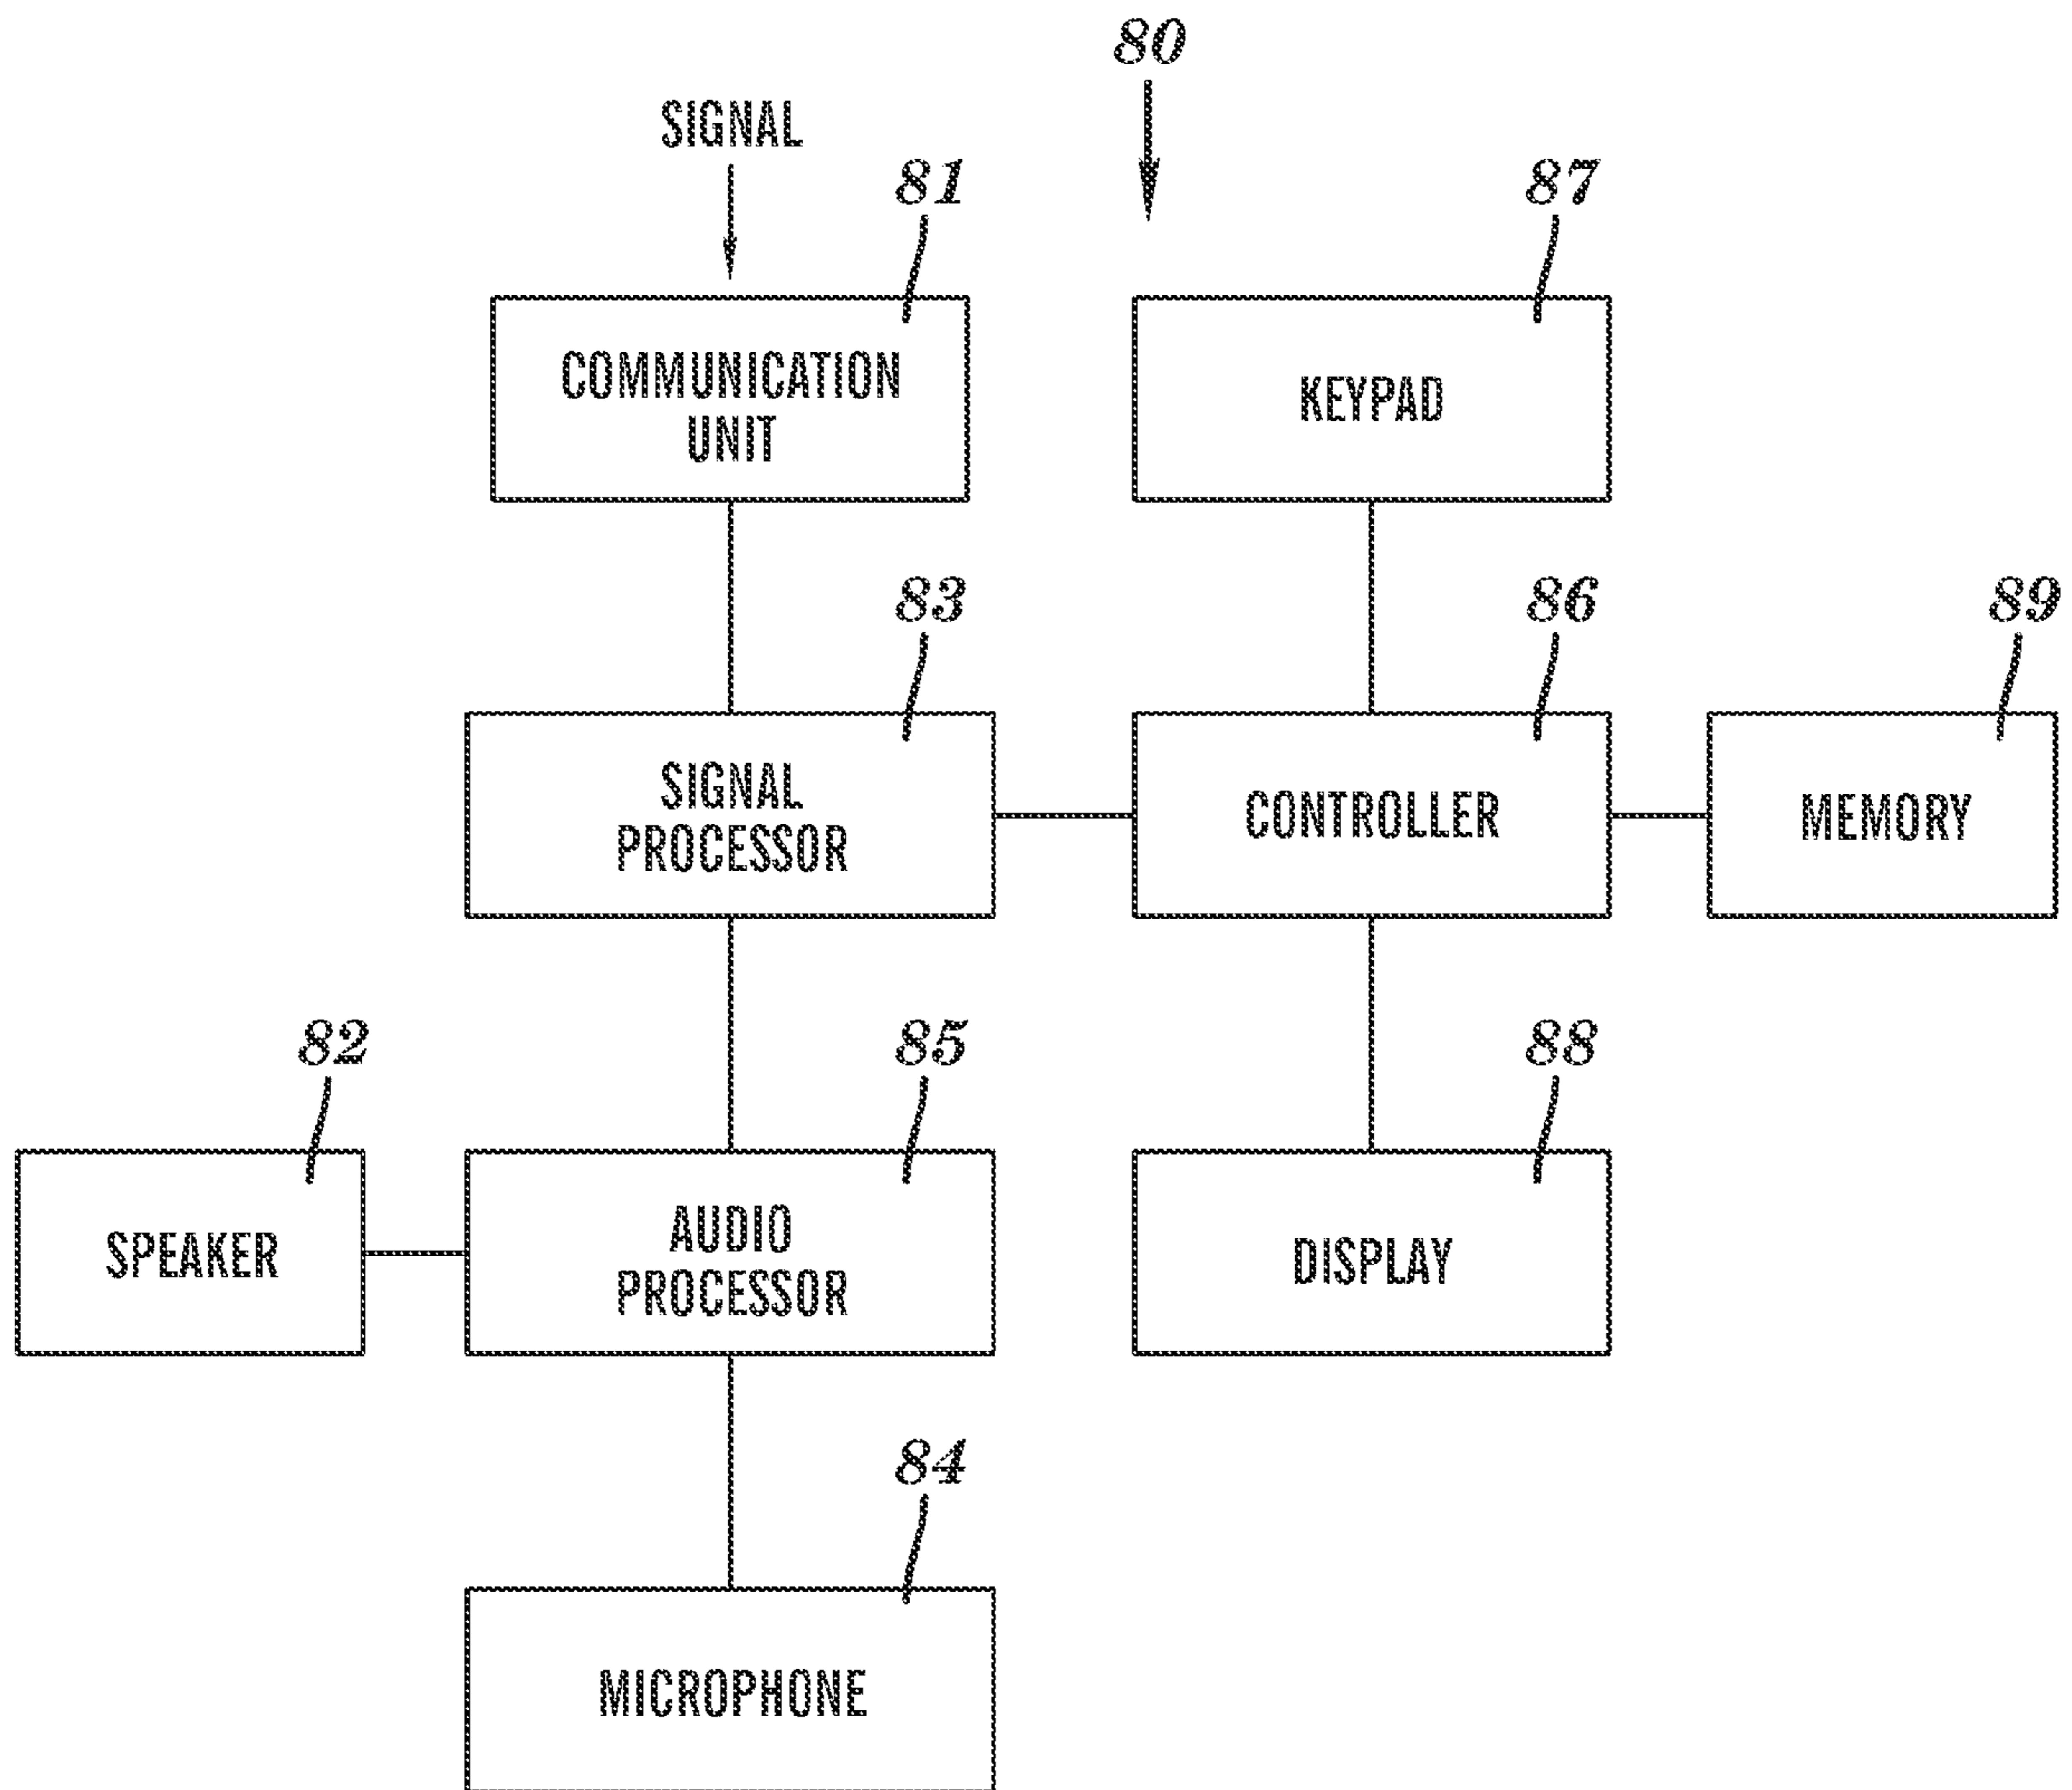 80
SIGNAL
81
87
COMMUNICATION
UNIT
KEYPAD
83
86
89
SIGNAL
PROCESSOR
CONTROLLER
MEMORY
82
85
88
SPEAKER
AUDIO
PROCESSOR
DISPLAY
84
MICROPHONE